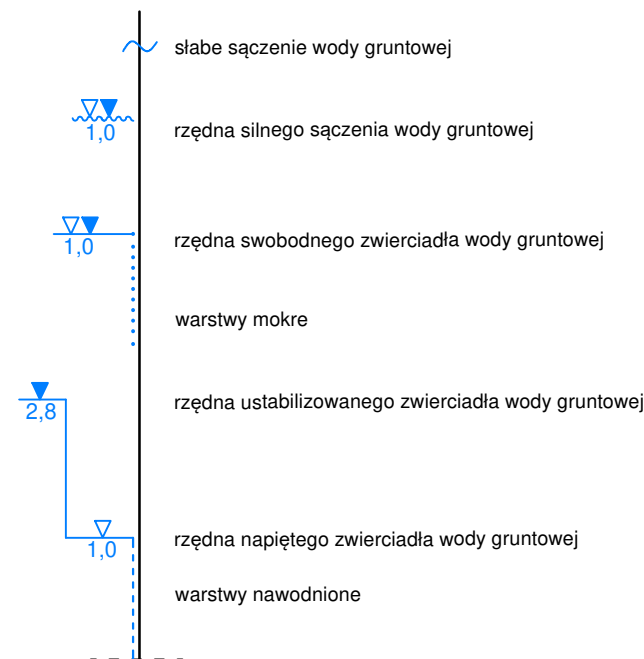 słabe sączenie wody gruntowej
1,0
rzędna silnego sączenia wody gruntowej
1,0
rzędna swobodnego zwierciadła wody gruntowej
warstwy mokre
2,8
rzędna ustabilizowanego zwierciadła wody gruntowej
1,0
rzędna napiętego zwierciadła wody gruntowej
warstwy nawodnione